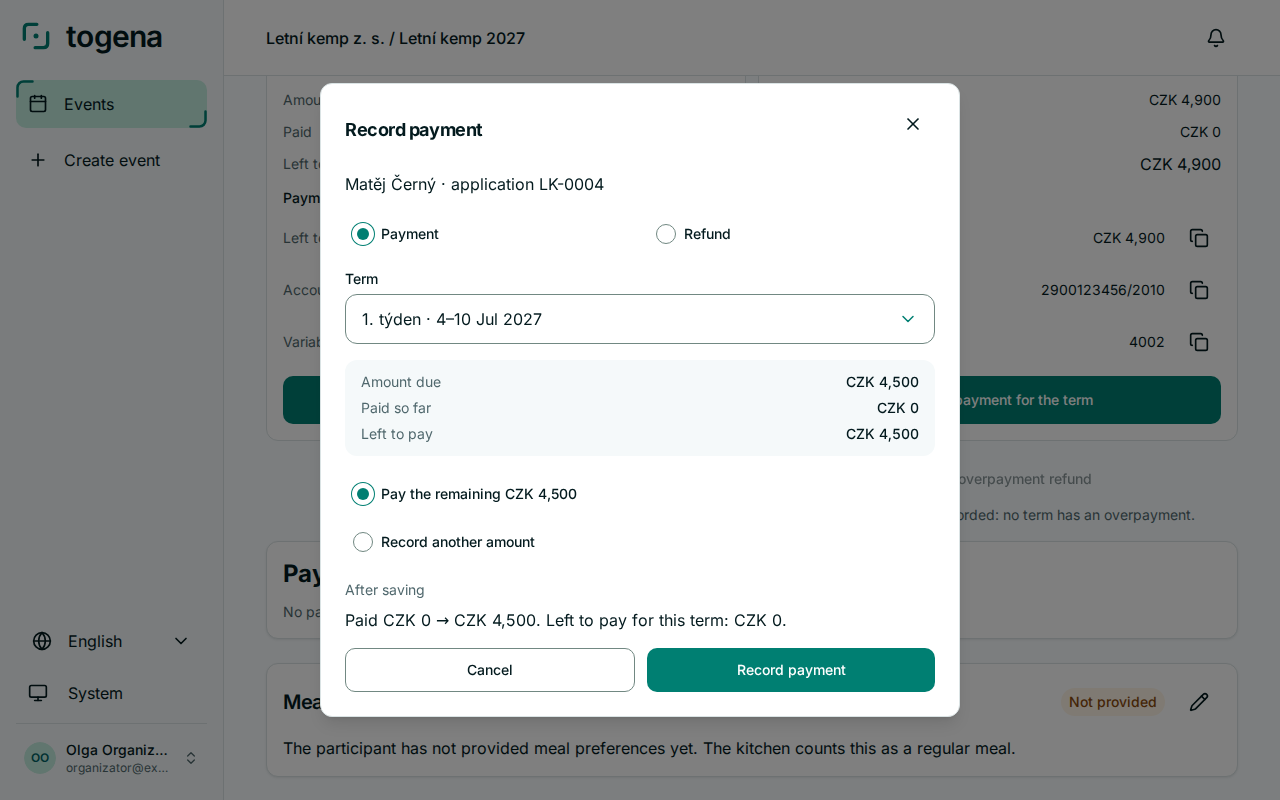 togena
Letní kemp z. s. / Letní kemp 2027
Events
Create event
CZK 4,900
Paid
CZK 0
CZK 4,900
CZK 4,900
2900123456/2010
4002
payment for the term
overpayment refund
no term has an overpayment.
Record payment
Matěj Černý · application LK-0004
Payment
Refund
Term
1. týden · 4–10 Jul 2027
Amount due
CZK 4,500
Paid so far
CZK 0
Left to pay
CZK 4,500
Pay the remaining CZK 4,500
Record another amount
After saving
Paid CZK 0 → CZK 4,500. Left to pay for this term: CZK 0.
Cancel
Record payment
Not provided
The participant has not provided meal preferences yet. The kitchen counts this as a regular meal.
English
System
OO
Olga Organiz...
organizator@ex...